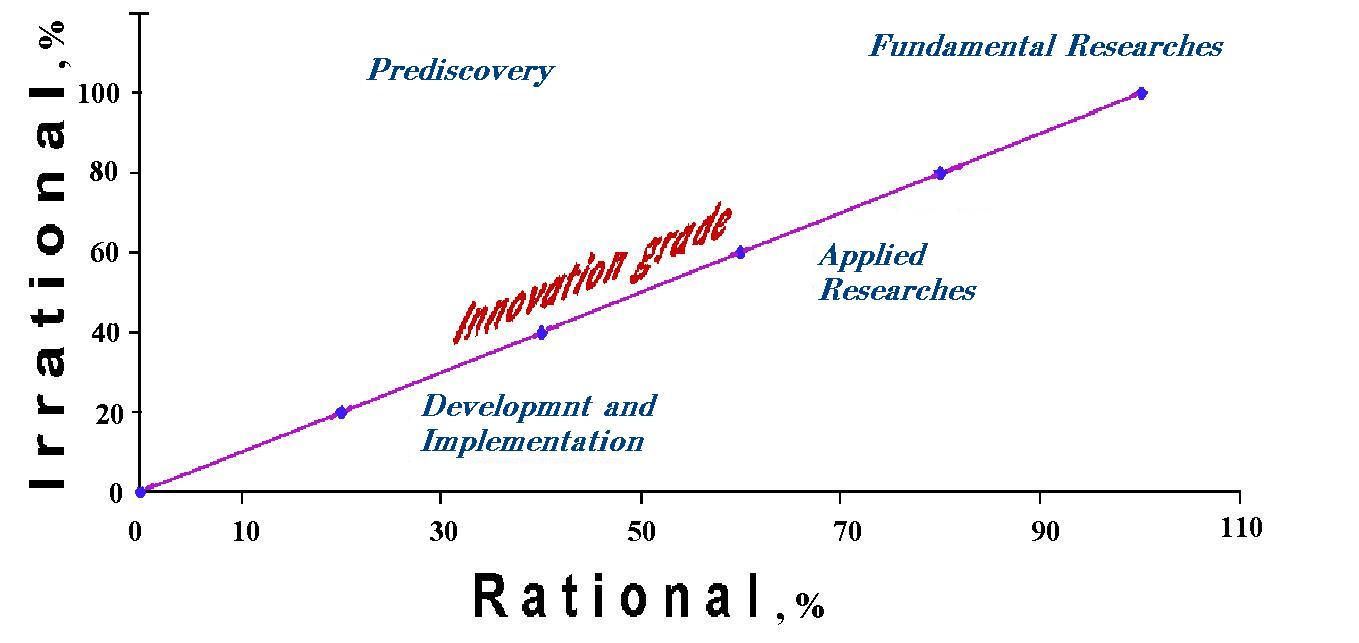 Irrational,%
Prediscovery
Fundamental Researches
100
80
60
40
20
0
Innovation grade
Applied
Researches
Developmnt and
Implementation
0 10 30 50 70 90 110
Rational,%